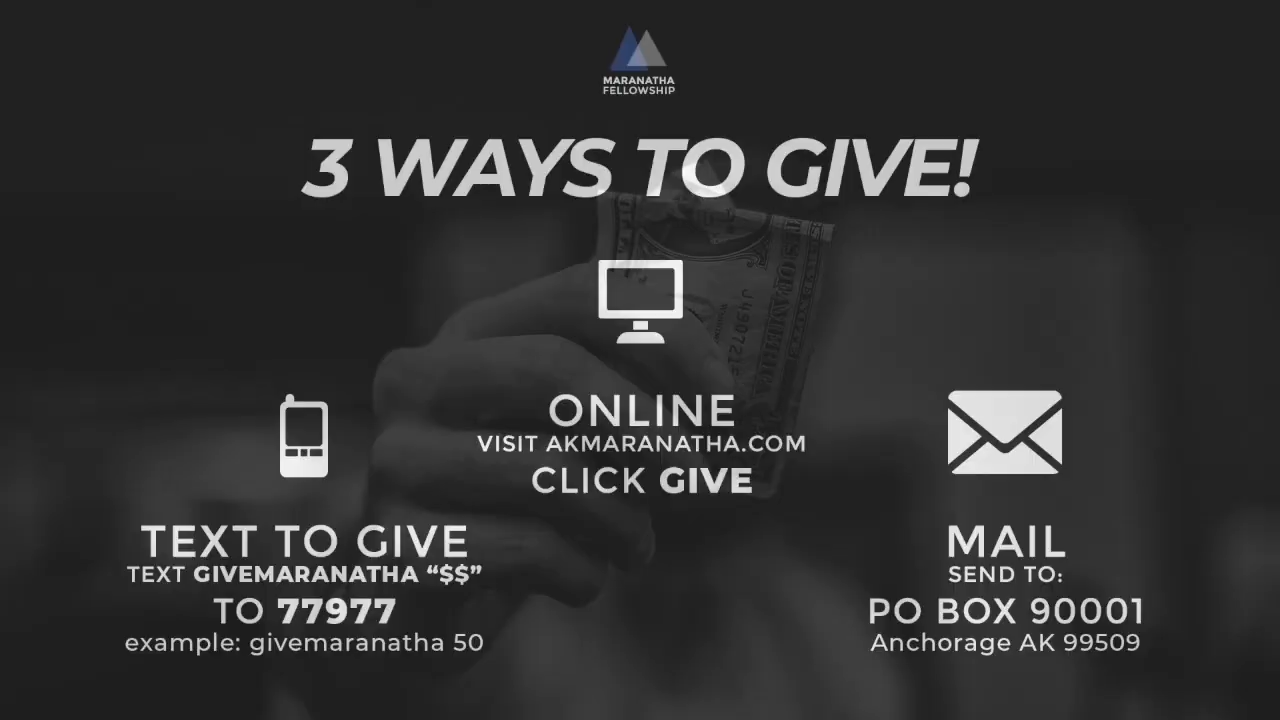 MARANATHA
FELLOWSHIP
3 WAYS TO GIVE!
ONLINE
VISIT AKMARANATHA.COM
CLICK GIVE
TEXT TO GIVE
TEXT GIVEMARANATHA “$$”
TO 77977
example: givemaranatha 50
MAIL
SEND TO:
PO BOX 90001
Anchorage AK 99509